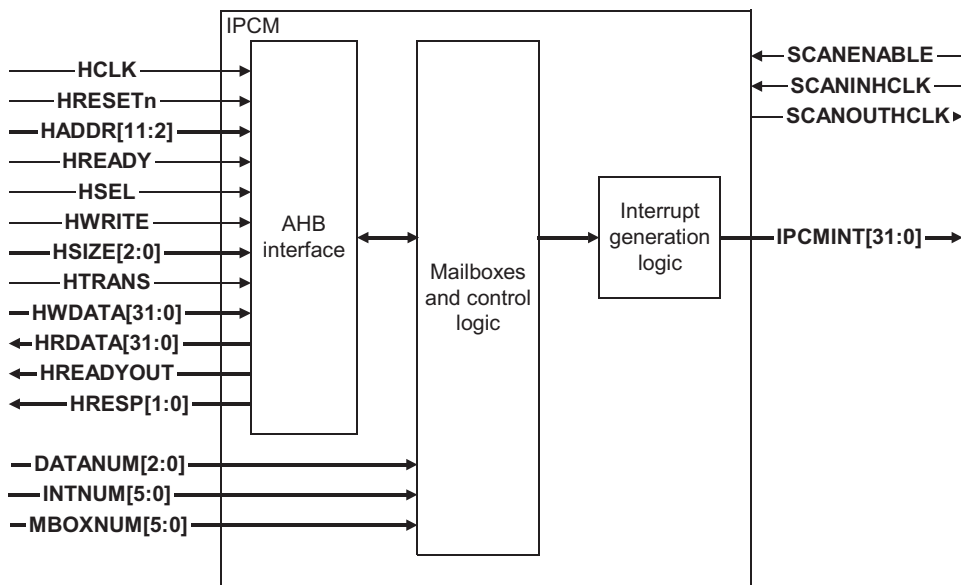 IPCM
HCLK
HRESETn
HADDR[11:2]
HREADY
HSEL
HWRITE
HSIZE[2:0]
HTRANS
HWDATA[31:0]
HRDATA[31:0]
HREADYOUT
HRESP[1:0]
DATANUM[2:0]
INTNUM[5:0]
MBOXNUM[5:0]
AHB
interface
Mailboxes
and control
logic
Interrupt
generation
logic
SCANENABLE
SCANINHCLK
SCANOUTHCLK
IPCMINT[31:0]